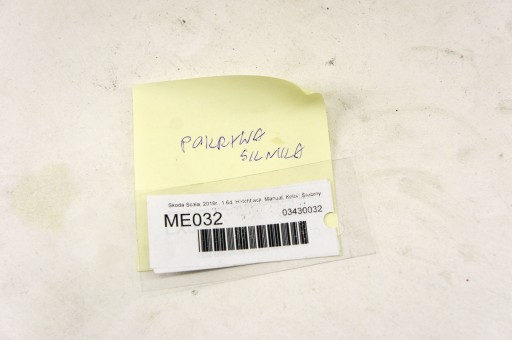 POKRYWA
SILNIKA
Skoda Scala, 2019r., 1.6d, Hatchback, Manual, Kolor: Srebrny
ME032
03430032